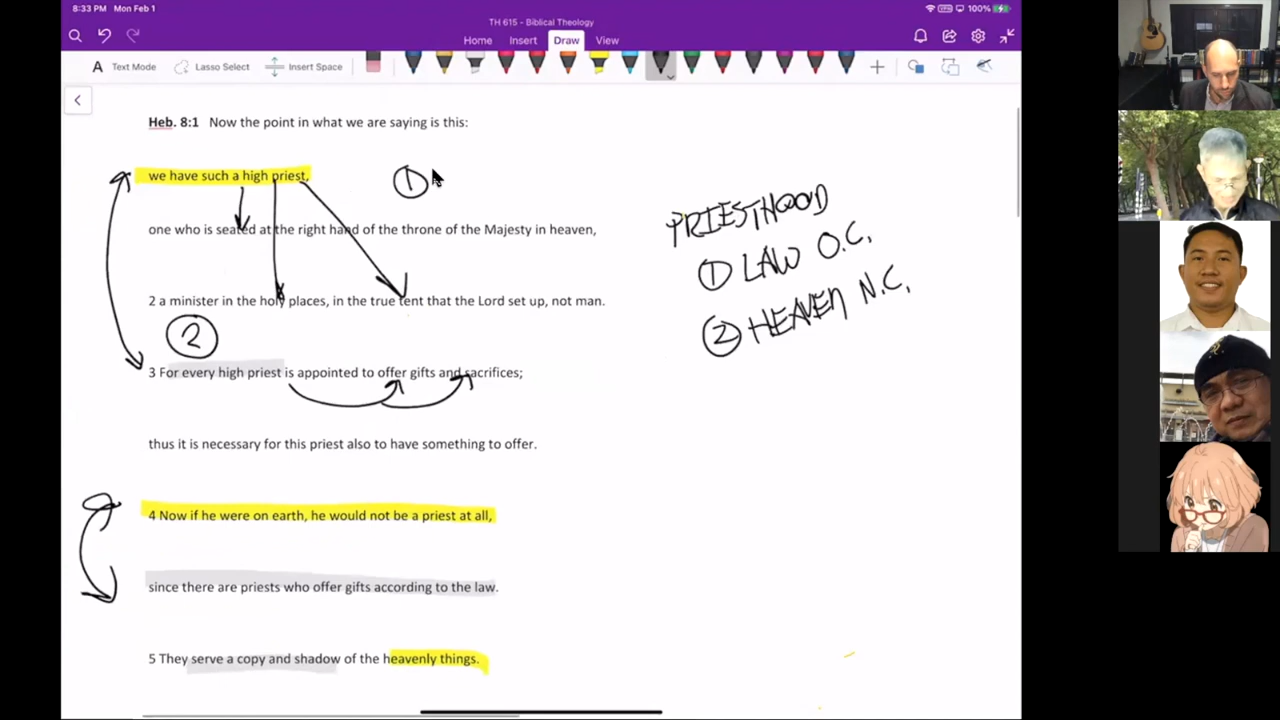 8:33 PM Mon Feb 1
100%
TH 615 - Biblical Theology
Home Insert Draw View
Text Mode Lasso Select Insert Space
Heb. 8:1 Now the point in what we are saying is this:
we have such a high priest,
①
one who is seated at the right hand of the throne of the Majesty in heaven,
2 a minister in the holy places, in the true tent that the Lord set up, not man.
②
3 For every high priest is appointed to offer gifts and sacrifices;
thus it is necessary for this priest also to have something to offer.
4 Now if he were on earth, he would not be a priest at all,
since there are priests who offer gifts according to the law.
5 They serve a copy and shadow of the heavenly things.
PRIESTHOOD
① LAW O.C.
② HEAVEN N.C.